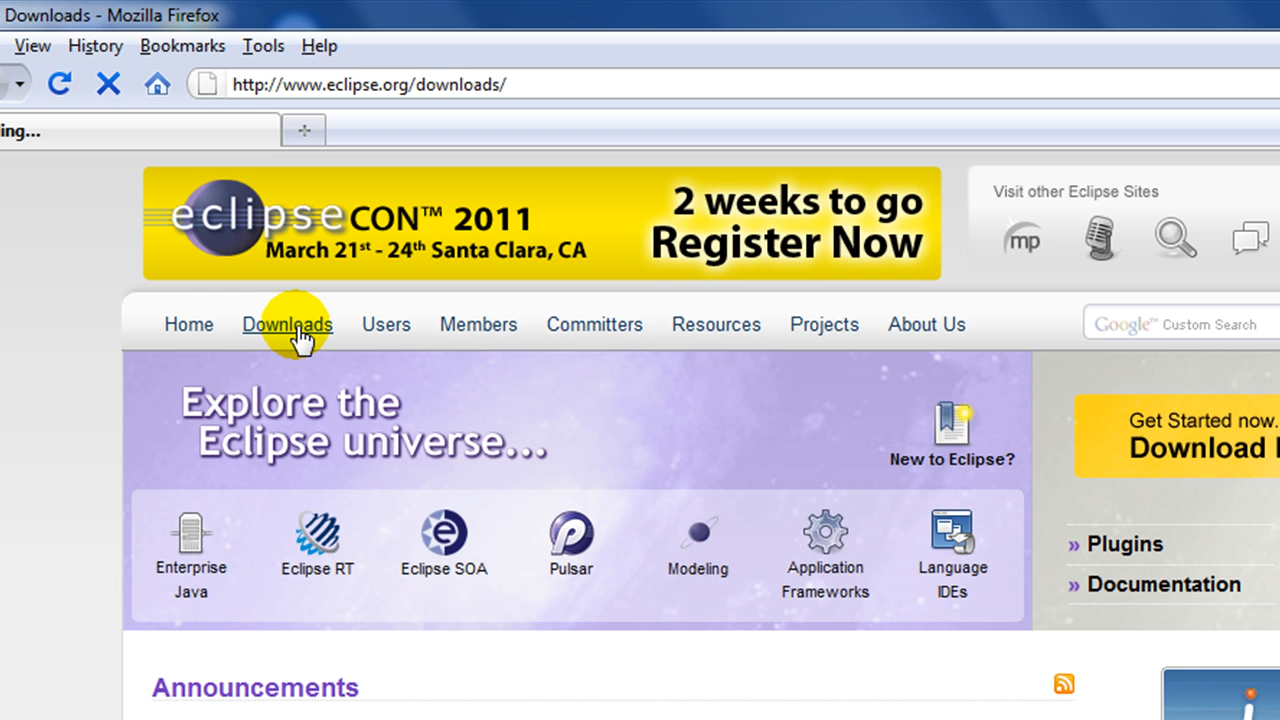 Downloads - Mozilla Firefox
View History Bookmarks Tools Help
http://www.eclipse.org/downloads/
ing...
eclipse CON™ 2011
March 21st - 24th Santa Clara, CA
2 weeks to go
Register Now
Visit other Eclipse Sites
mp
Home Downloads Users Members Committers Resources Projects About Us
Google™ Custom Search
Explore the
Eclipse universe...
New to Eclipse?
Get Started now.
Download
Enterprise
Java
Eclipse RT
Eclipse SOA
Pulsar
Modeling
Application
Frameworks
Language
IDEs
» Plugins
» Documentation
Announcements